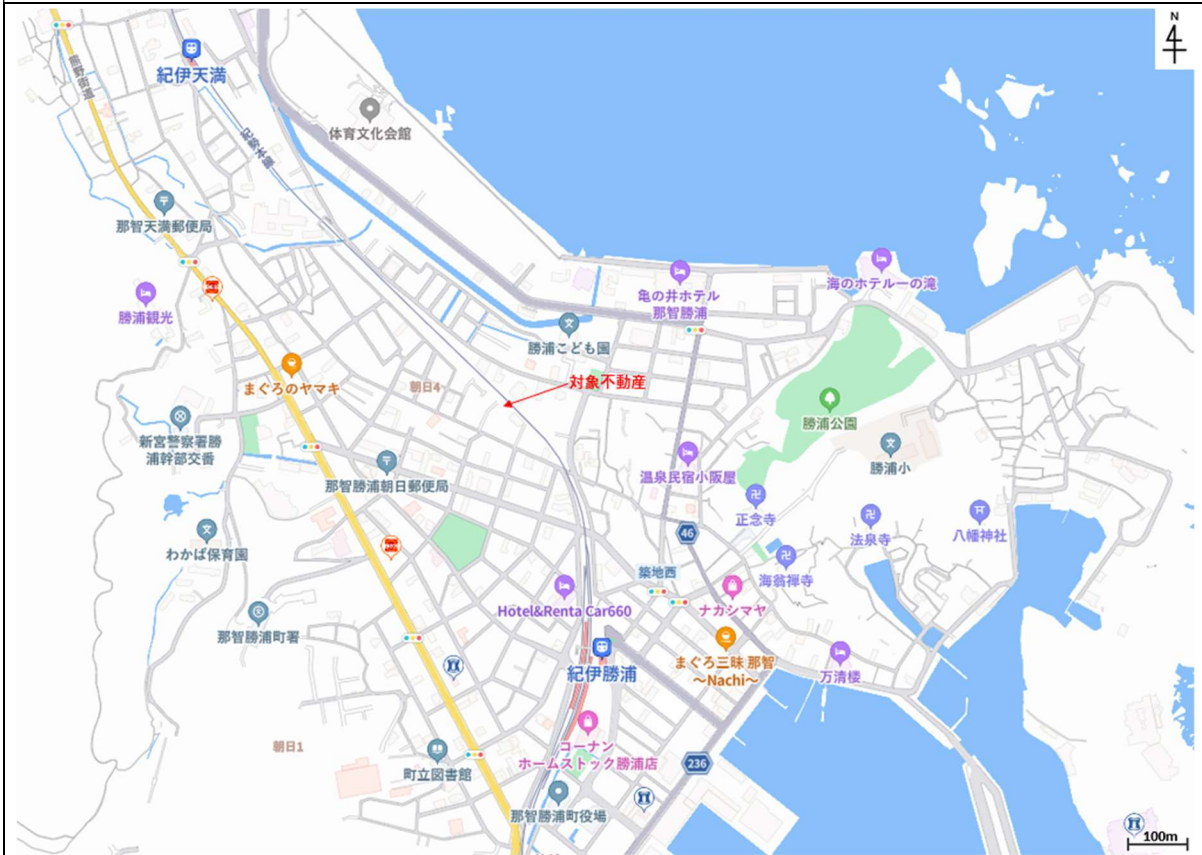 N
紀伊天満
熊野街道
体育文化会館
紀勢本線
那智天満郵便局
勝浦観光
亀の井ホテル
那智勝浦
海のホテル一の滝
勝浦こども園
対象不動産
まぐろのヤマキ
朝日4
勝浦公園
新宮警察署勝
浦幹部交番
那智勝浦朝日郵便局
温泉民宿小阪屋
勝浦小
正念寺
法泉寺
八幡神社
46
わかば保育園
海翁禅寺
築地西
Hotel&Renta Car660
ナカシマヤ
那智勝浦町署
紀伊勝浦
まぐろ三昧 那智
～Nachi～
万清楼
コーナン
ホームストック勝浦店
朝日1
町立図書館
236
那智勝浦町役場
100m